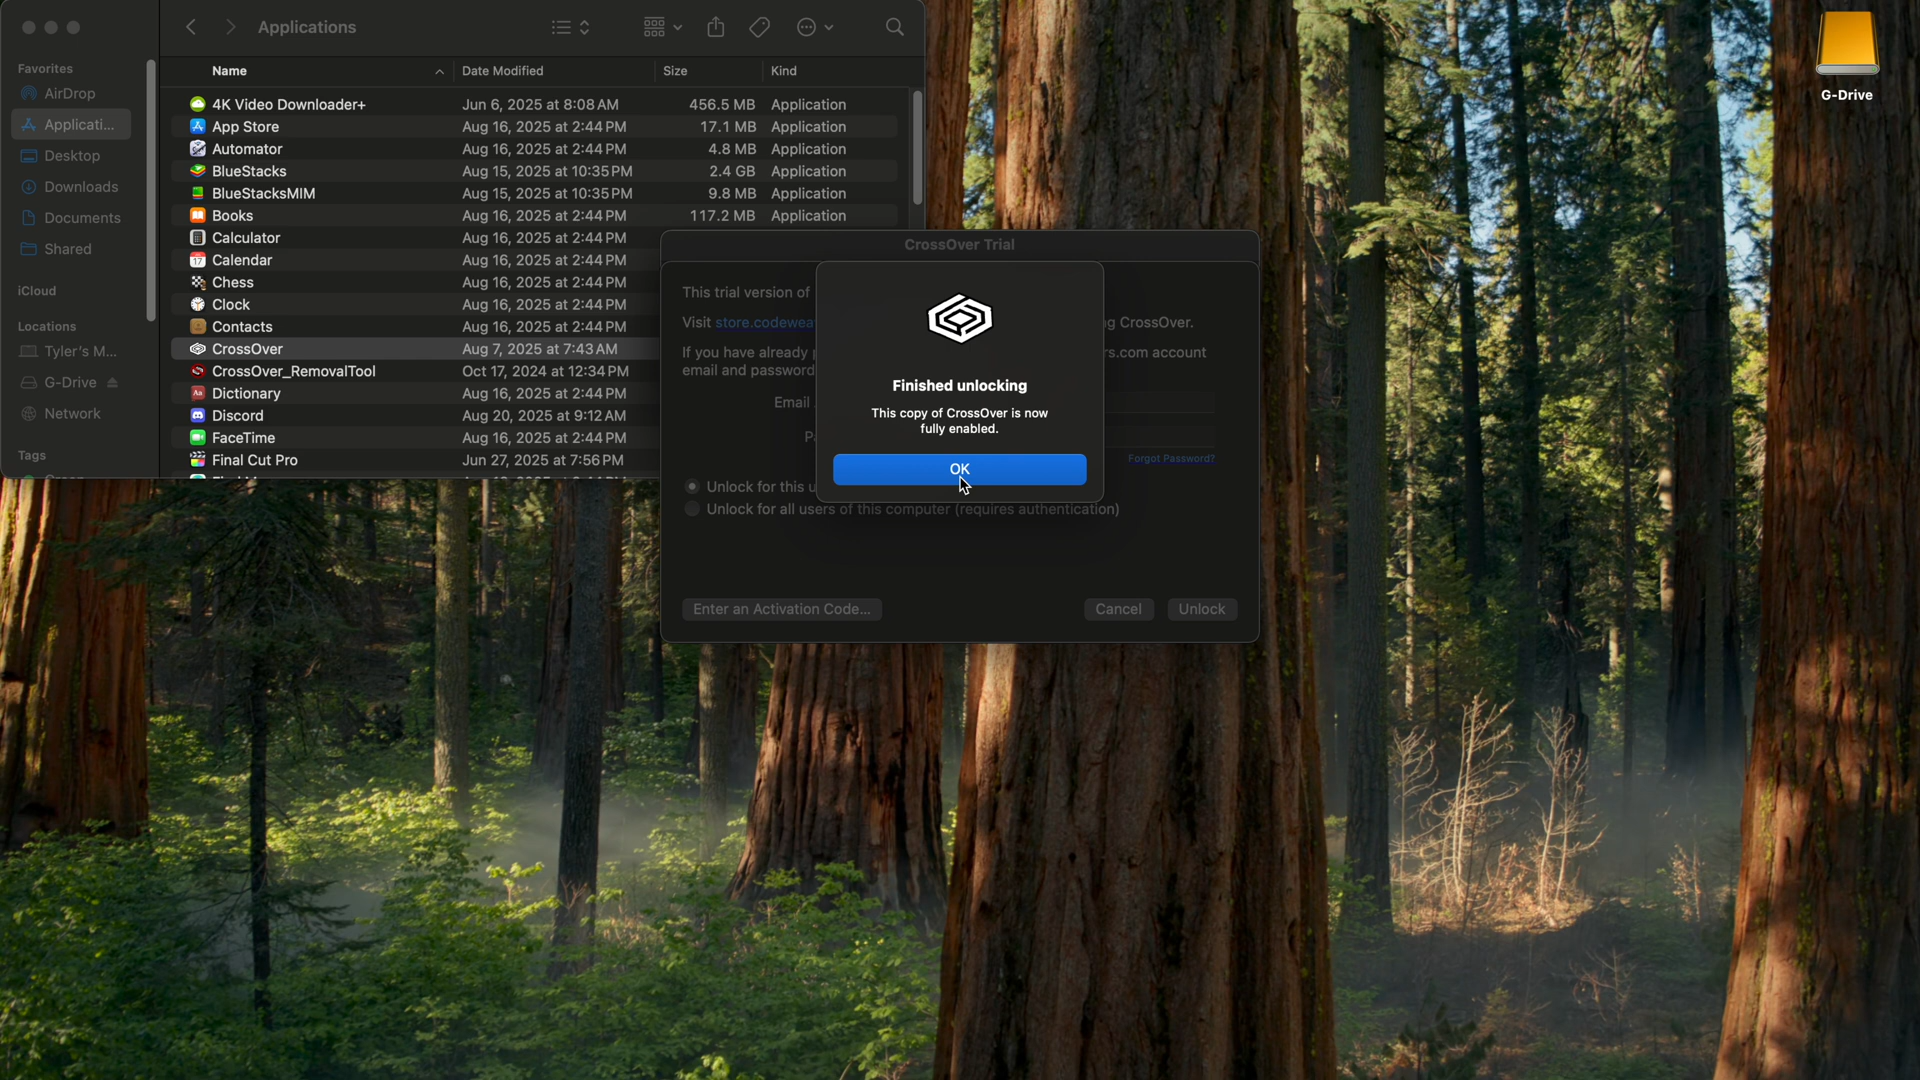 Applications
Favorites
AirDrop
Applicati...
Desktop
Downloads
Documents
Shared
iCloud
Locations
Tyler's M...
G-Drive
Network
Tags
Name Date Modified Size Kind
4K Video Downloader+ Jun 6, 2025 at 8:08 AM 456.5 MB Application
App Store Aug 16, 2025 at 2:44 PM 17.1 MB Application
Automator Aug 16, 2025 at 2:44 PM 4.8 MB Application
BlueStacks Aug 15, 2025 at 10:35 PM 2.4 GB Application
BlueStacksMIM Aug 15, 2025 at 10:35 PM 9.8 MB Application
Books Aug 16, 2025 at 2:44 PM 117.2 MB Application
Calculator Aug 16, 2025 at 2:44 PM
Calendar Aug 16, 2025 at 2:44 PM
Chess Aug 16, 2025 at 2:44 PM
Clock Aug 16, 2025 at 2:44 PM
Contacts Aug 16, 2025 at 2:44 PM
CrossOver Aug 7, 2025 at 7:43 AM
CrossOver_RemovalTool Oct 17, 2024 at 12:34 PM
Dictionary Aug 16, 2025 at 2:44 PM
Discord Aug 20, 2025 at 9:12 AM
FaceTime Aug 16, 2025 at 2:44 PM
Final Cut Pro Jun 27, 2025 at 7:56 PM
CrossOver Trial
This trial version of
Visit store.codewea g CrossOver.
If you have already rs.com account
email and password
Email
Forgot Password?
Unlock for this u
Unlock for all users of this computer (requires authentication)
Enter an Activation Code... Cancel Unlock
Finished unlocking
This copy of CrossOver is now
fully enabled.
OK
G-Drive